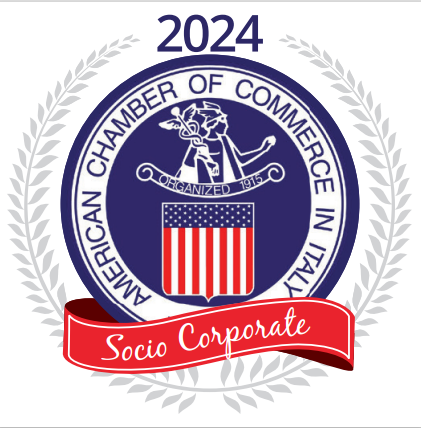 2024
AMERICAN CHAMBER OF COMMERCE IN ITALY
ORGANIZED 1915
Socio Corporate